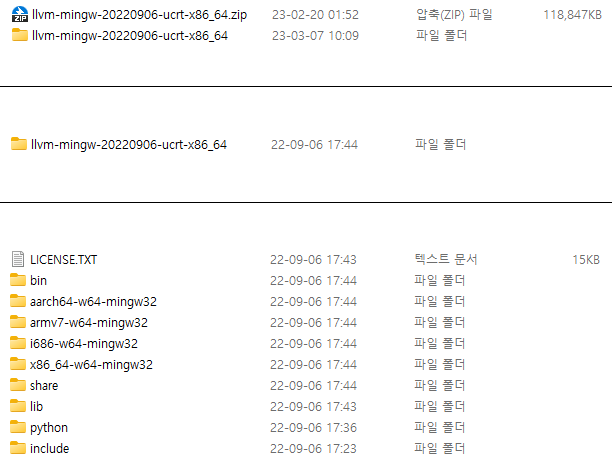 llvm-mingw-20220906-ucrt-x86_64.zip 23-02-20 01:52 압축(ZIP) 파일 118,847KB
llvm-mingw-20220906-ucrt-x86_64 23-03-07 10:09 파일 폴더
llvm-mingw-20220906-ucrt-x86_64 22-09-06 17:44 파일 폴더
LICENSE.TXT 22-09-06 17:43 텍스트 문서 15KB
bin 22-09-06 17:44 파일 폴더
aarch64-w64-mingw32 22-09-06 17:44 파일 폴더
armv7-w64-mingw32 22-09-06 17:44 파일 폴더
i686-w64-mingw32 22-09-06 17:44 파일 폴더
x86_64-w64-mingw32 22-09-06 17:44 파일 폴더
share 22-09-06 17:44 파일 폴더
lib 22-09-06 17:43 파일 폴더
python 22-09-06 17:36 파일 폴더
include 22-09-06 17:23 파일 폴더